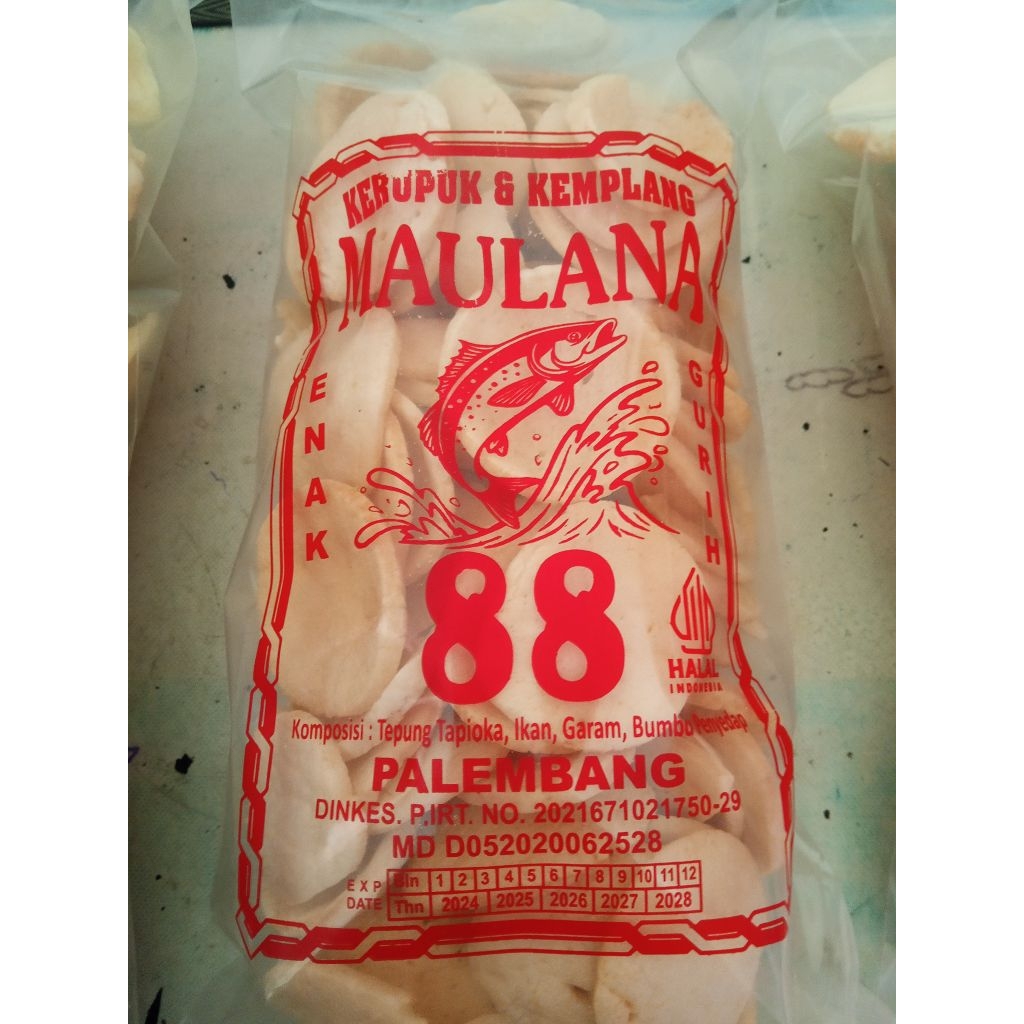 KERUPUK & KEMPLANG
MAULANA
ENAK
GURIH
88
HALAL
INDONESIA
Komposisi : Tepung Tapioka, Ikan, Garam, Bumbu Penyedap
PALEMBANG
DINKES. P.IRT. NO. 2021671021750-29
MD D052020062528
EXP DATE
Bln 1 2 3 4 5 6 7 8 9 10 11 12
Thn 2024 2025 2026 2027 2028